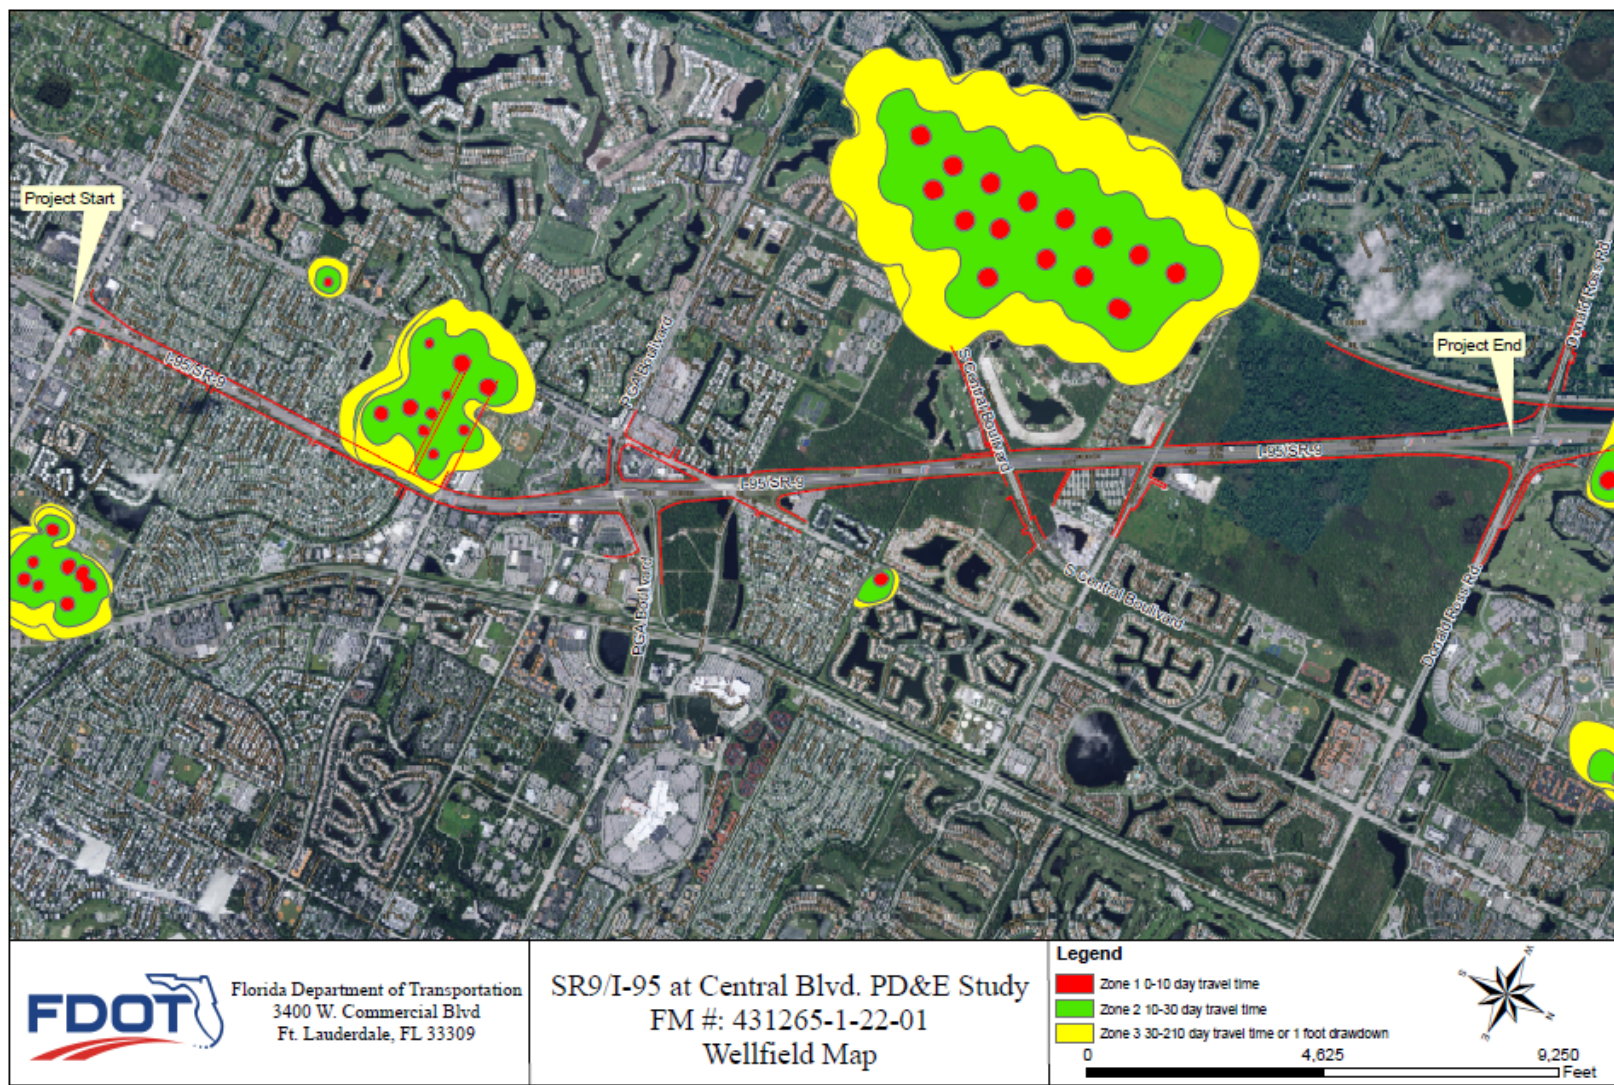 Project Start
I-95/SR-9
PGA Boulevard
S Central Boulivard
Project End
Donald Ross Rd
I-95/SR-9
I-95/SR-9
PGA Boulvard
S Central Boulivard
Donald Ross Rd
FDOT
Florida Department of Transportation
3400 W. Commercial Blvd
Ft. Lauderdale, FL 33309
SR9/I-95 at Central Blvd. PD&E Study
FM #: 431265-1-22-01
Wellfield Map
Legend
Zone 1 0-10 day travel time
Zone 2 10-30 day travel time
Zone 3 30-210 day travel time or 1 foot drawdown
W
S
N
E
0 4,625 9,250
Feet